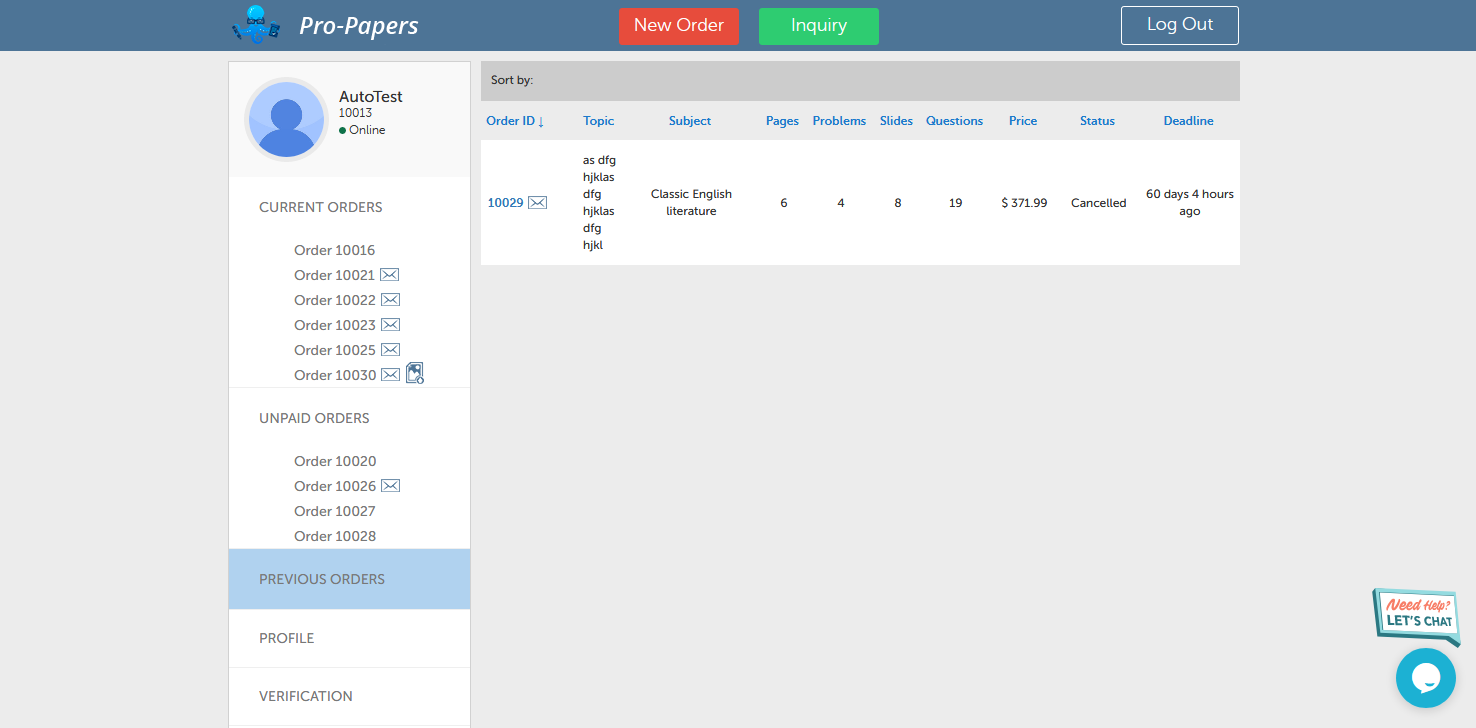 Pro-Papers
New Order
Inquiry
Log Out
AutoTest
10013
Online
CURRENT ORDERS
Order 10016
Order 10021
Order 10022
Order 10023
Order 10025
Order 10030
UNPAID ORDERS
Order 10020
Order 10026
Order 10027
Order 10028
PREVIOUS ORDERS
PROFILE
VERIFICATION
Sort by:
Order ID ↓ Topic Subject Pages Problems Slides Questions Price Status Deadline
10029
as dfg
hjklas
dfg
hjklas
dfg
hjkl
Classic English
literature
6
4
8
19
$ 371.99
Cancelled
60 days 4 hours
ago
Need Help?
LET'S CHAT